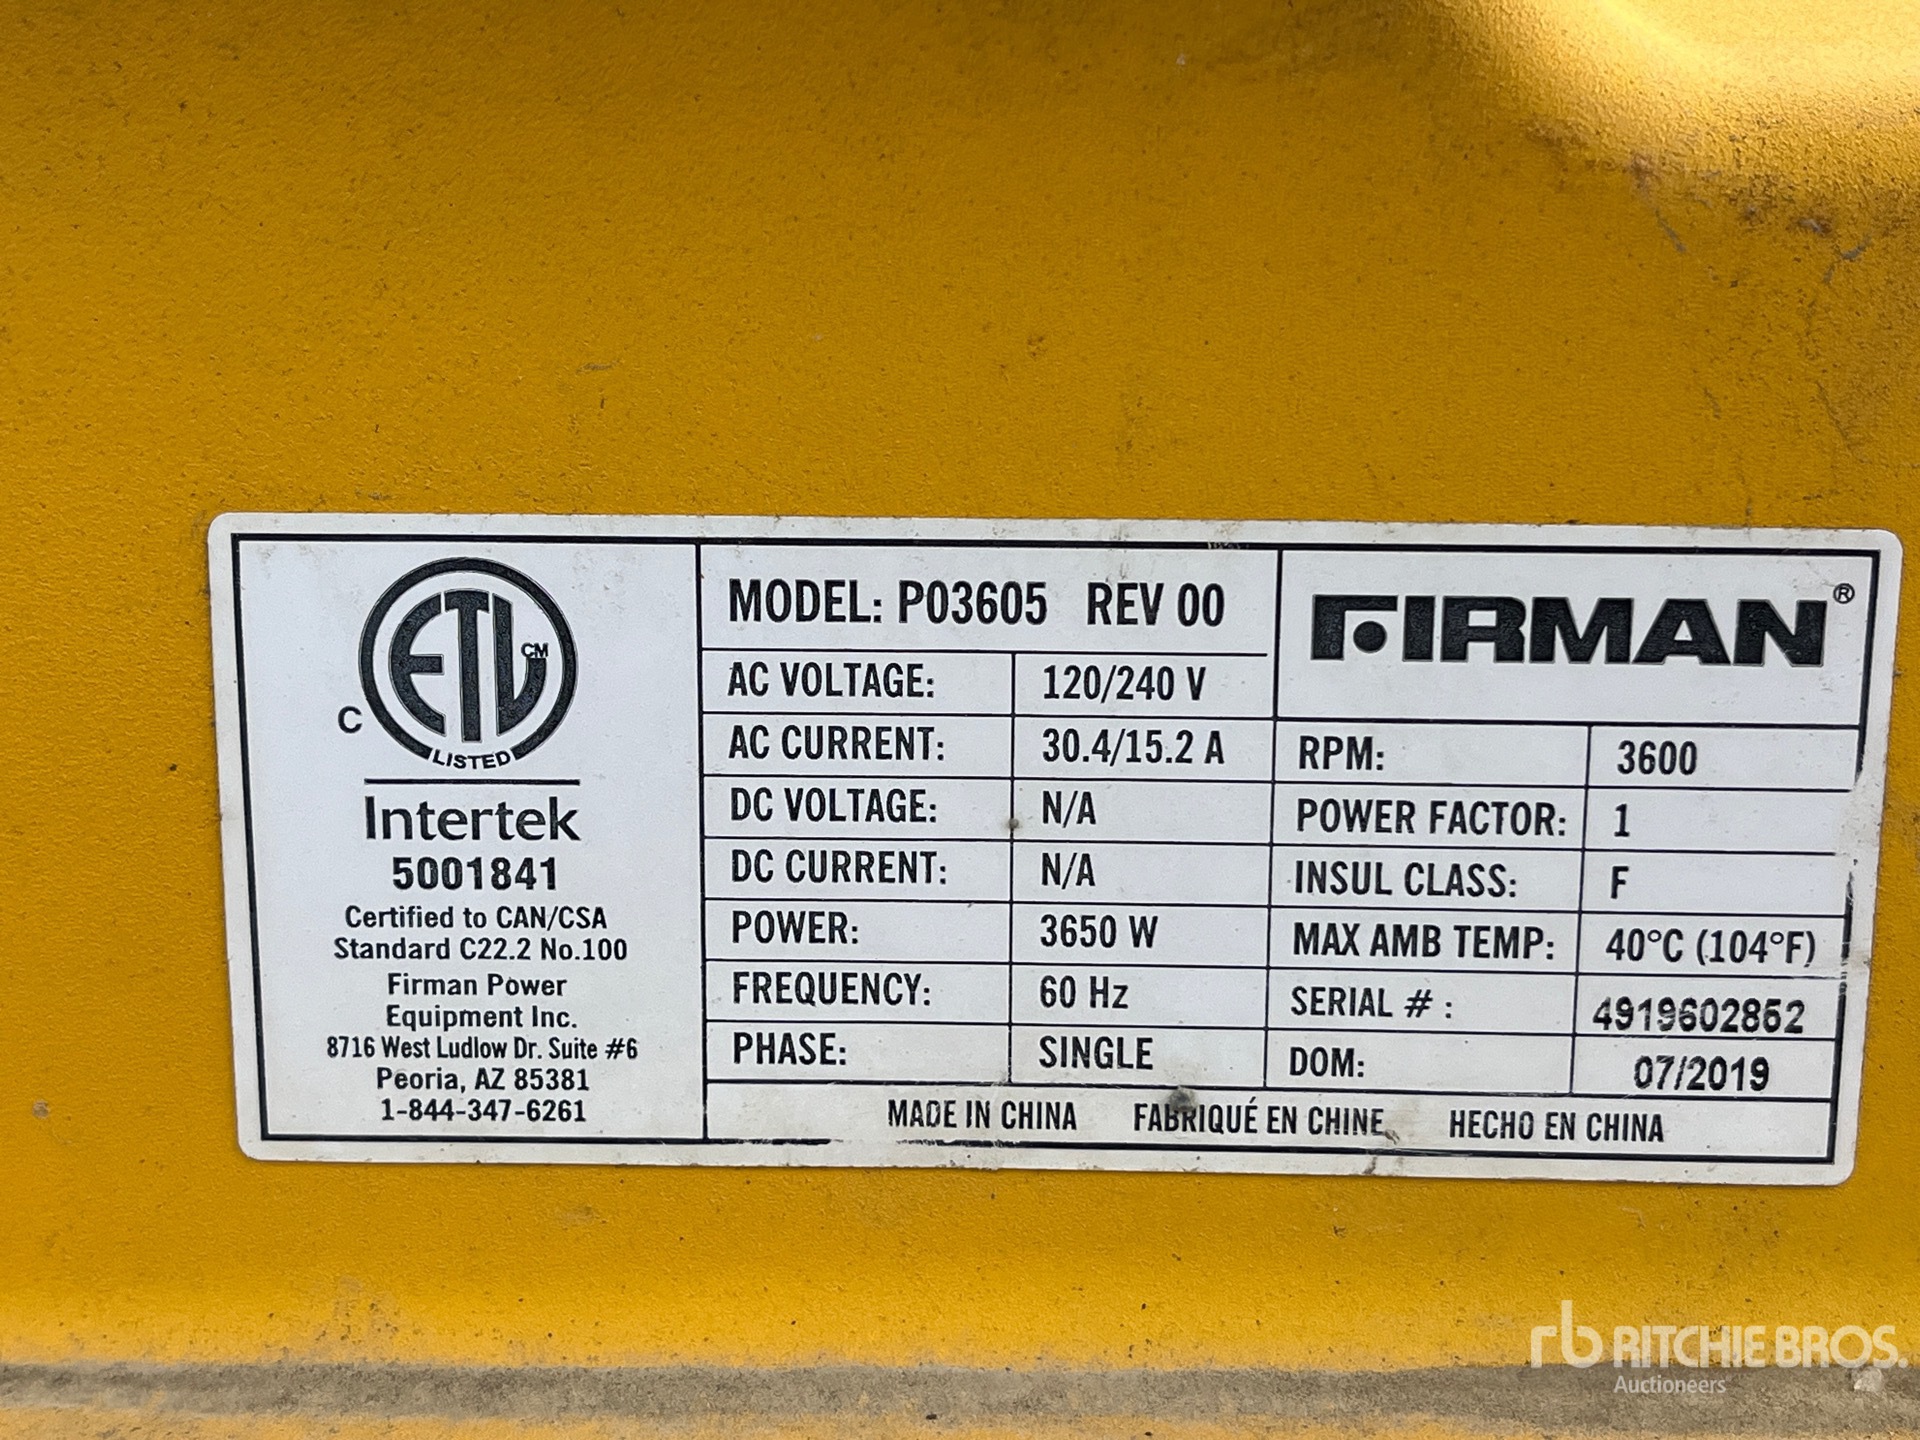 C ETL CM
LISTED
Intertek
5001841
Certified to CAN/CSA
Standard C22.2 No.100
Firman Power
Equipment Inc.
8716 West Ludlow Dr. Suite #6
Peoria, AZ 85381
1-844-347-6261
MODEL: P03605 REV 00
AC VOLTAGE: 120/240 V
AC CURRENT: 30.4/15.2 A
DC VOLTAGE: N/A
DC CURRENT: N/A
POWER: 3650 W
FREQUENCY: 60 Hz
PHASE: SINGLE
FIRMAN®
RPM: 3600
POWER FACTOR: 1
INSUL CLASS: F
MAX AMB TEMP: 40°C (104°F)
SERIAL # : 4919602852
DOM: 07/2019
MADE IN CHINA FABRIQUÉ EN CHINE HECHO EN CHINA
rb RITCHIE BROS.
Auctioneers